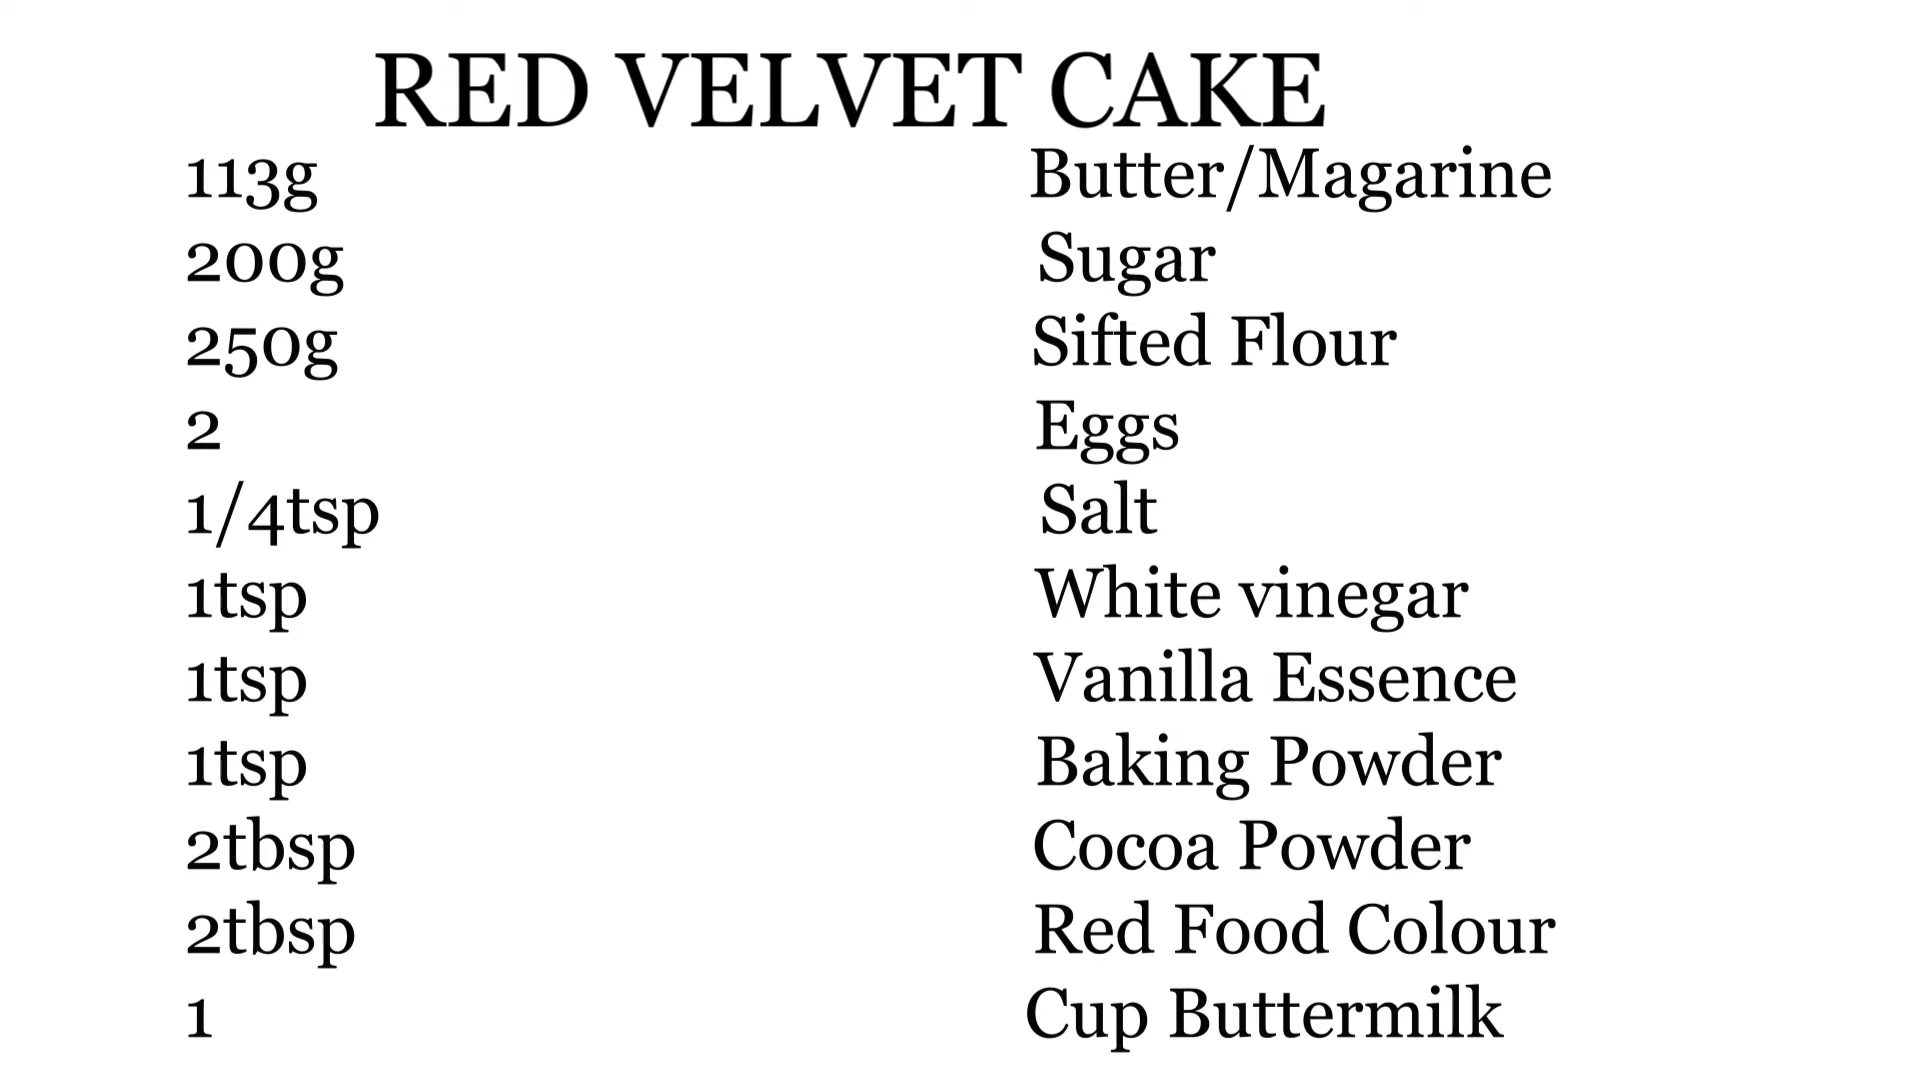 RED VELVET CAKE
113g Butter/Magarine
200g Sugar
250g Sifted Flour
2 Eggs
1/4tsp Salt
1tsp White vinegar
1tsp Vanilla Essence
1tsp Baking Powder
2tbsp Cocoa Powder
2tbsp Red Food Colour
1 Cup Buttermilk